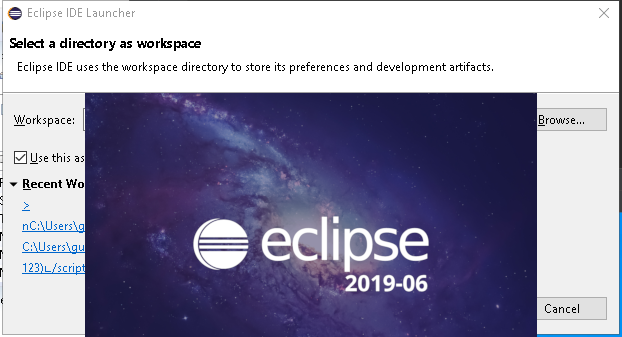 Eclipse IDE Launcher
Select a directory as workspace
Eclipse IDE uses the workspace directory to store its preferences and development artifacts.
Workspace:
Browse...
Use this as
Recent Wo
>
nC:\Users\g
C:\Users\gu
123)ㄴ/script
eclipse
2019-06
Cancel